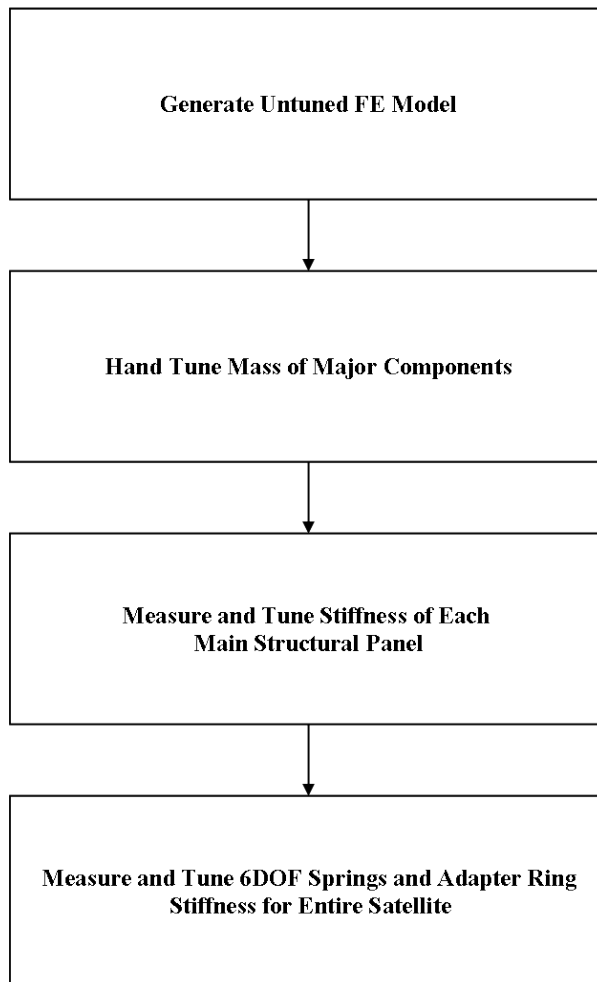 Generate Untuned FE Model
Hand Tune Mass of Major Components
Measure and Tune Stiffness of Each
Main Structural Panel
Measure and Tune 6DOF Springs and Adapter Ring
Stiffness for Entire Satellite